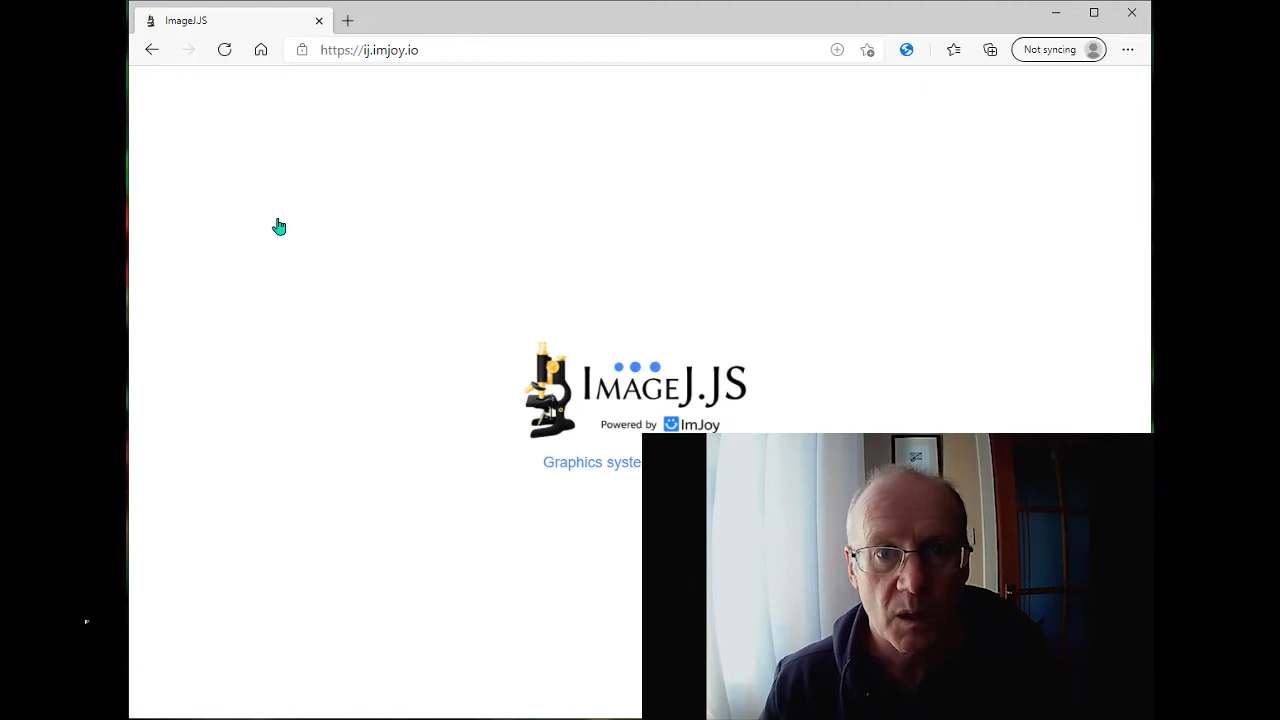 ImageJ.JS
https://ij.imjoy.io
Not syncing
IMAGEJ.JS
Powered by ImJoy
Graphics syste